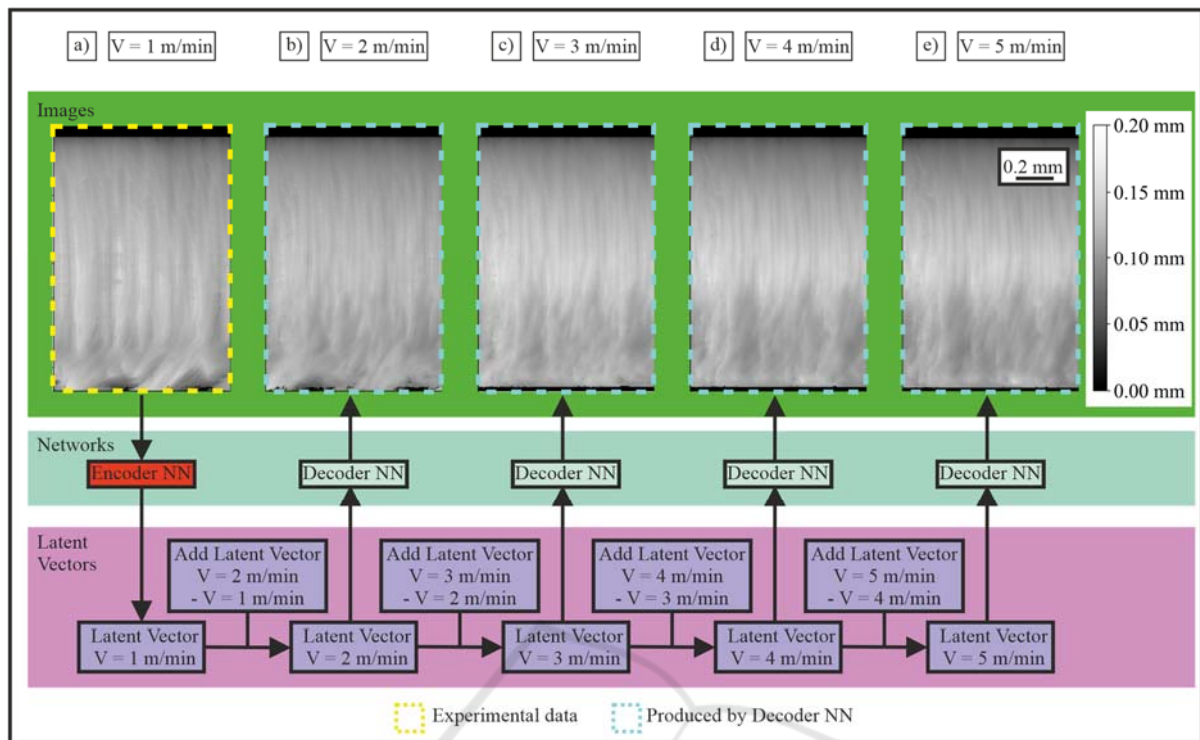 a) V = 1 m/min b) V = 2 m/min c) V = 3 m/min d) V = 4 m/min e) V = 5 m/min
Images
0.20 mm
0.2 mm
0.15 mm
0.10 mm
0.05 mm
0.00 mm
Networks
Encoder NN Decoder NN Decoder NN Decoder NN Decoder NN
Latent
Vectors
Add Latent Vector
V = 2 m/min
- V = 1 m/min
Add Latent Vector
V = 3 m/min
- V = 2 m/min
Add Latent Vector
V = 4 m/min
- V = 3 m/min
Add Latent Vector
V = 5 m/min
- V = 4 m/min
Latent Vector
V = 1 m/min
Latent Vector
V = 2 m/min
Latent Vector
V = 3 m/min
Latent Vector
V = 4 m/min
Latent Vector
V = 5 m/min
Experimental data Produced by Decoder NN